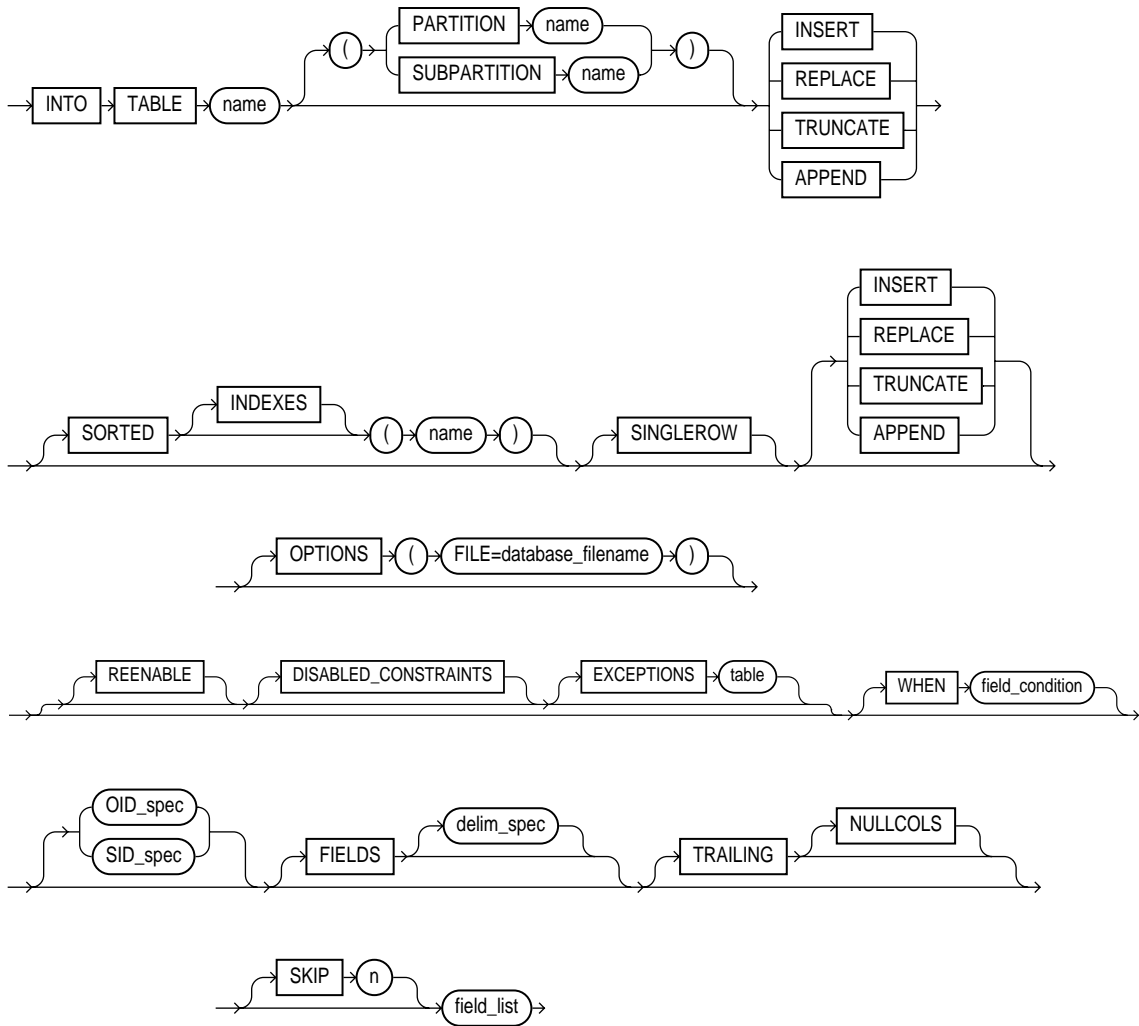 PARTITION name INSERT
( )
SUBPARTITION name REPLACE
INTO TABLE name
TRUNCATE
APPEND
INSERT
REPLACE
INDEXES TRUNCATE
SORTED ( name ) SINGLEROW APPEND
OPTIONS ( FILE=database_filename )
REENABLE DISABLED_CONSTRAINTS EXCEPTIONS table WHEN field_condition
OID_spec delim_spec NULLCOLS
SID_spec FIELDS TRAILING
SKIP n
field_list